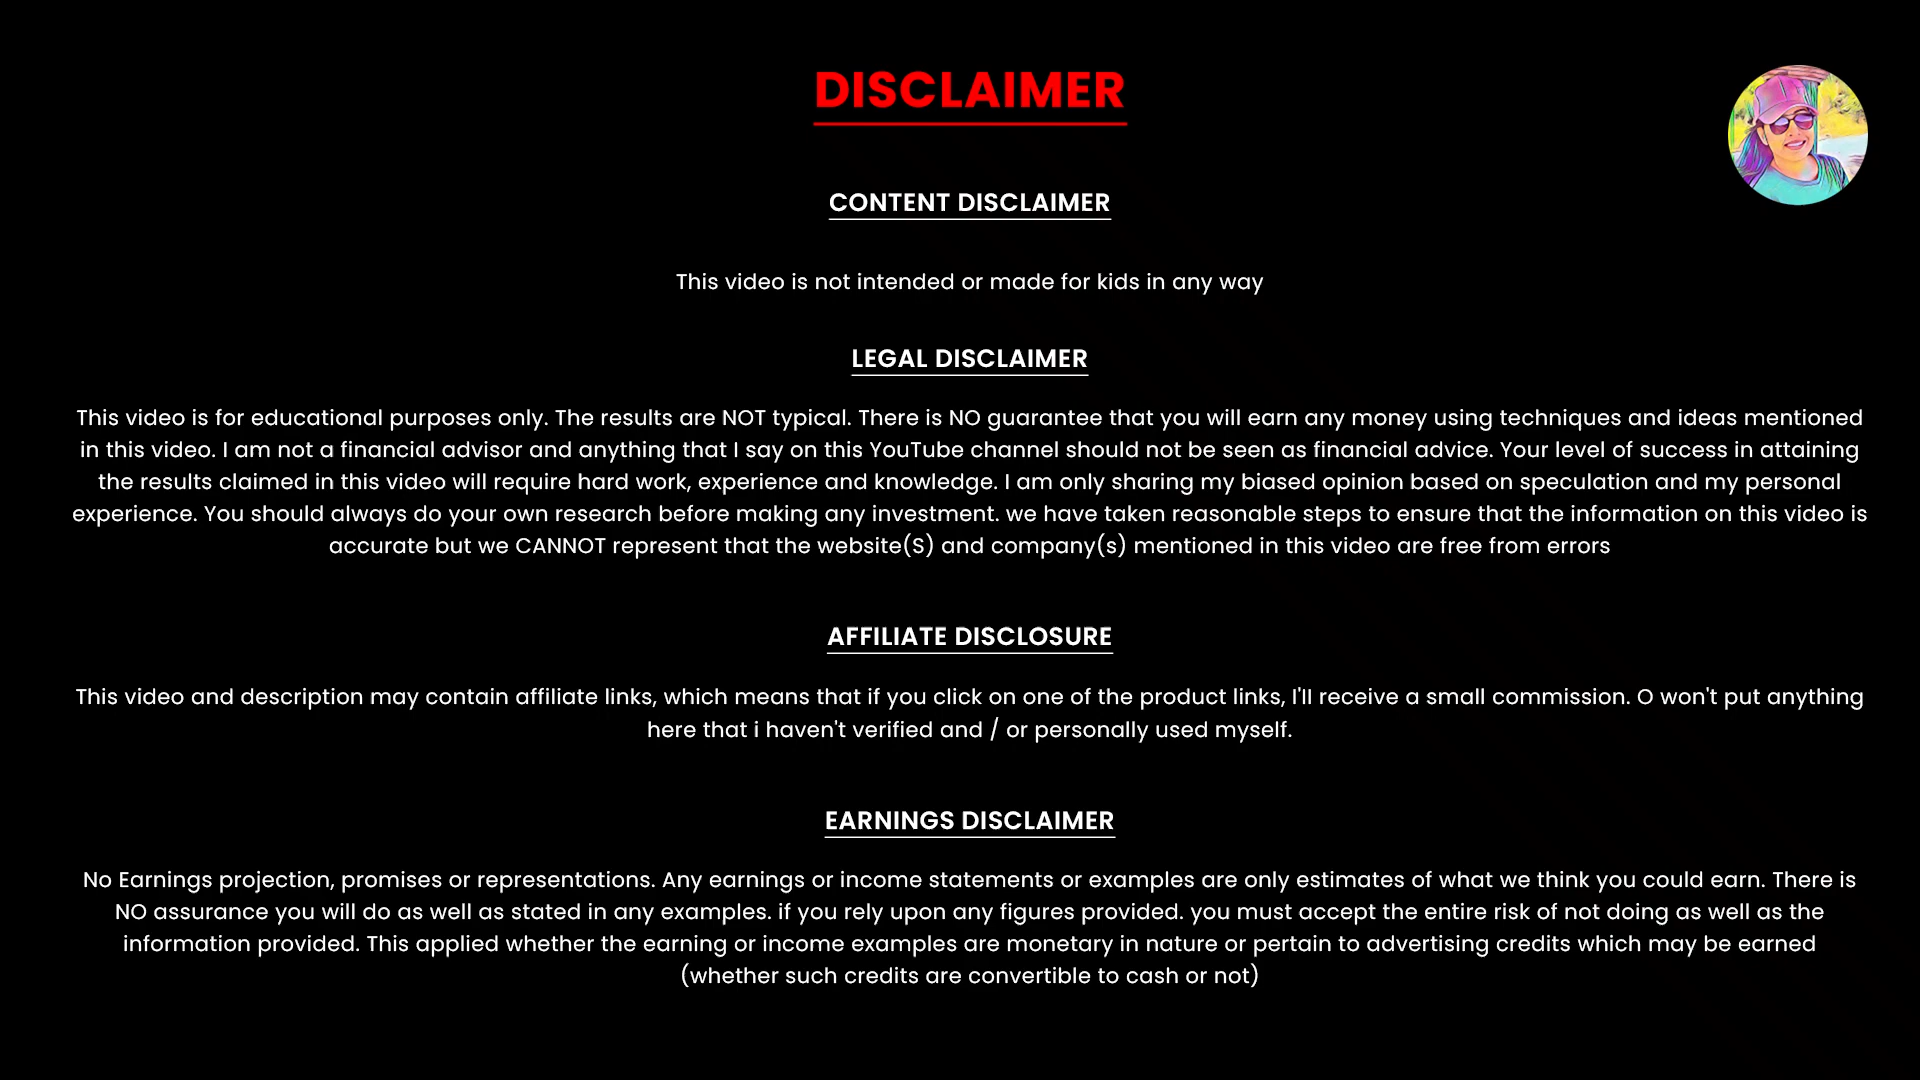 DISCLAIMER
CONTENT DISCLAIMER
This video is not intended or made for kids in any way
LEGAL DISCLAIMER
This video is for educational purposes only. The results are NOT typical. There is NO guarantee that you will earn any money using techniques and ideas mentioned
in this video. I am not a financial advisor and anything that I say on this YouTube channel should not be seen as financial advice. Your level of success in attaining
the results claimed in this video will require hard work, experience and knowledge. I am only sharing my biased opinion based on speculation and my personal
experience. You should always do your own research before making any investment. we have taken reasonable steps to ensure that the information on this video is
accurate but we CANNOT represent that the website(S) and company(s) mentioned in this video are free from errors
AFFILIATE DISCLOSURE
This video and description may contain affiliate links, which means that if you click on one of the product links, I'll receive a small commission. O won't put anything
here that i haven't verified and / or personally used myself.
EARNINGS DISCLAIMER
No Earnings projection, promises or representations. Any earnings or income statements or examples are only estimates of what we think you could earn. There is
NO assurance you will do as well as stated in any examples. if you rely upon any figures provided. you must accept the entire risk of not doing as well as the
information provided. This applied whether the earning or income examples are monetary in nature or pertain to advertising credits which may be earned
(whether such credits are convertible to cash or not)